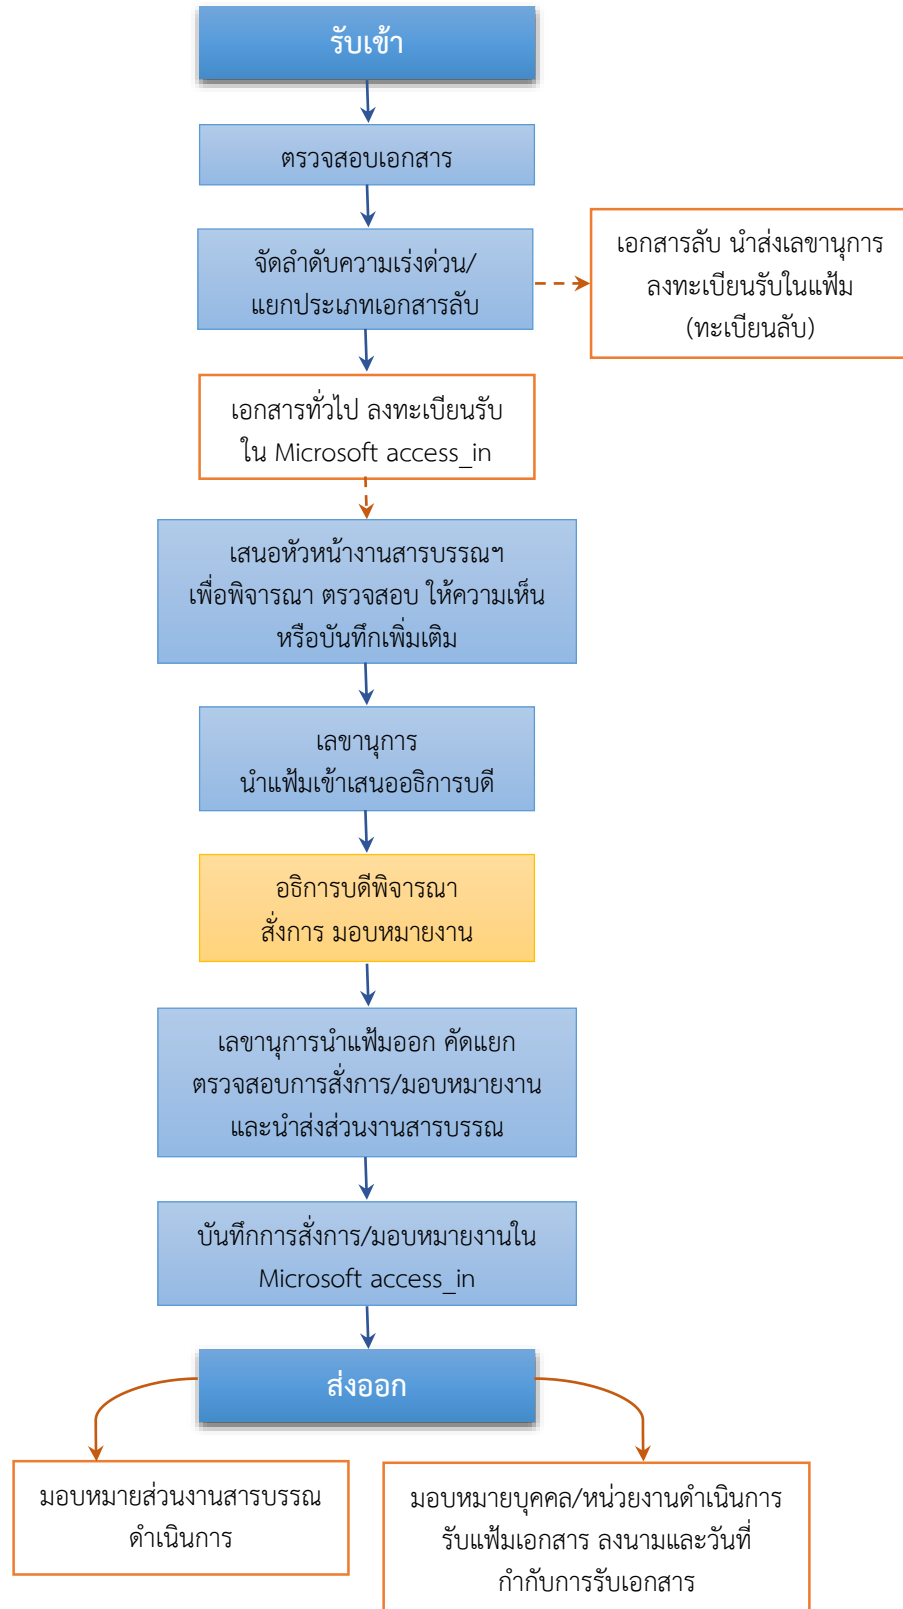 รับเข้า
ตรวจสอบเอกสาร
จัดลำดับความเร่งด่วน/
แยกประเภทเอกสารลับ
เอกสารลับ นำส่งเลขานุการ
ลงทะเบียนรับในแฟ้ม
(ทะเบียนลับ)
เอกสารทั่วไป ลงทะเบียนรับ
ใน Microsoft access_in
เสนอหัวหน้างานสารบรรณฯ
เพื่อพิจารณา ตรวจสอบ ให้ความเห็น
หรือบันทึกเพิ่มเติม
เลขานุการ
นำแฟ้มเข้าเสนออธิการบดี
อธิการบดีพิจารณา
สั่งการ มอบหมายงาน
เลขานุการนำแฟ้มออก คัดแยก
ตรวจสอบการสั่งการ/มอบหมายงาน
และนำส่งส่วนงานสารบรรณ
บันทึกการสั่งการ/มอบหมายงานใน
Microsoft access_in
ส่งออก
มอบหมายส่วนงานสารบรรณ
ดำเนินการ
มอบหมายบุคคล/หน่วยงานดำเนินการ
รับแฟ้มเอกสาร ลงนามและวันที่
กำกับการรับเอกสาร